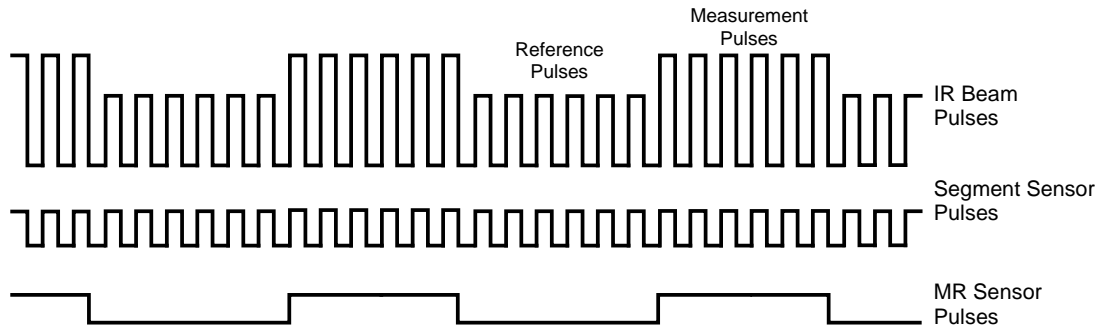 Measurement
Pulses
Reference
Pulses
IR Beam
Pulses
Segment Sensor
Pulses
MR Sensor
Pulses